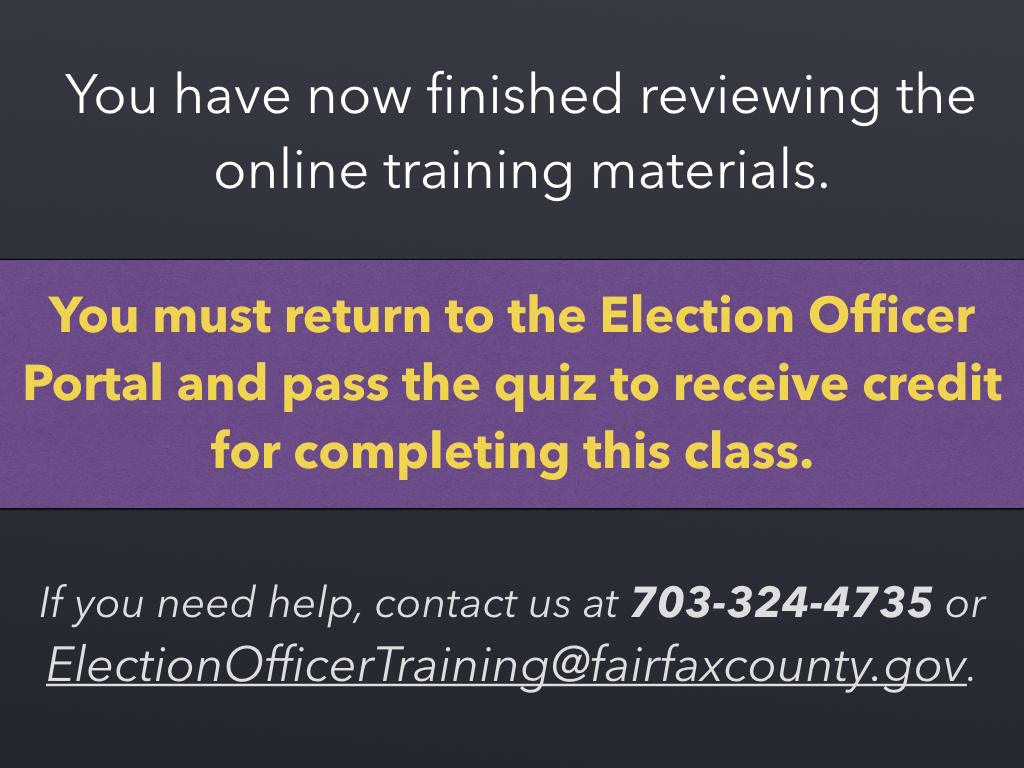 You have now finished reviewing the
online training materials.
You must return to the Election Officer
Portal and pass the quiz to receive credit
for completing this class.
If you need help, contact us at 703-324-4735 or
ElectionOfficerTraining@fairfaxcounty.gov.